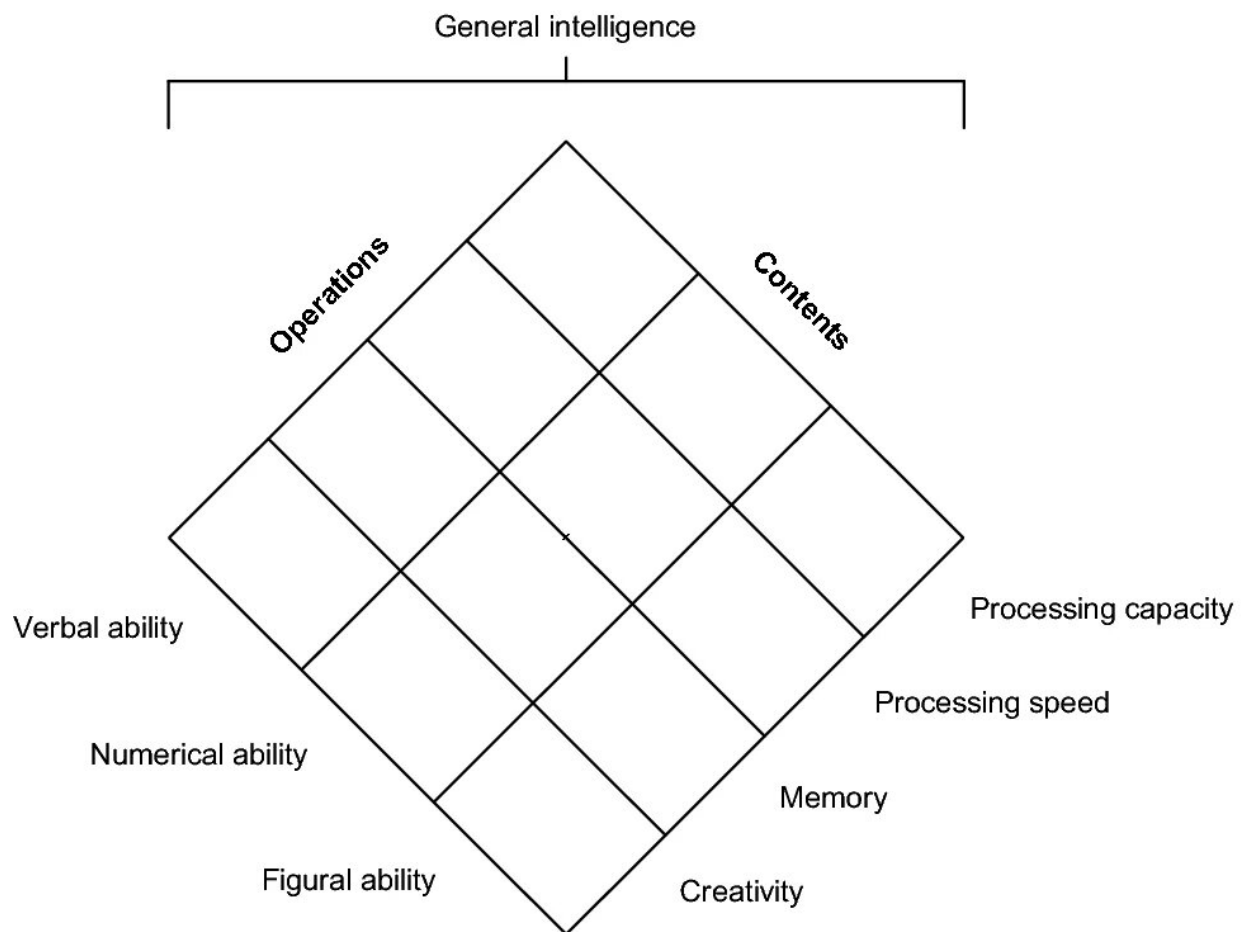 General intelligence
Operations
Contents
Verbal ability
Numerical ability
Figural ability
Processing capacity
Processing speed
Memory
Creativity